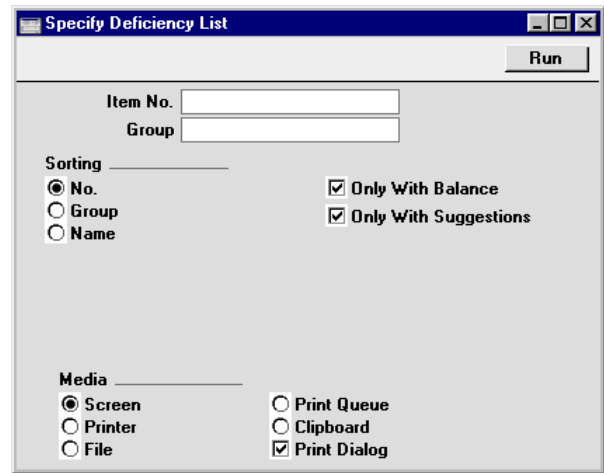 Specify Deficiency List
Run
Item No.
Group
Sorting
No.
Group
Name
Only With Balance
Only With Suggestions
Media
Screen
Printer
File
Print Queue
Clipboard
Print Dialog